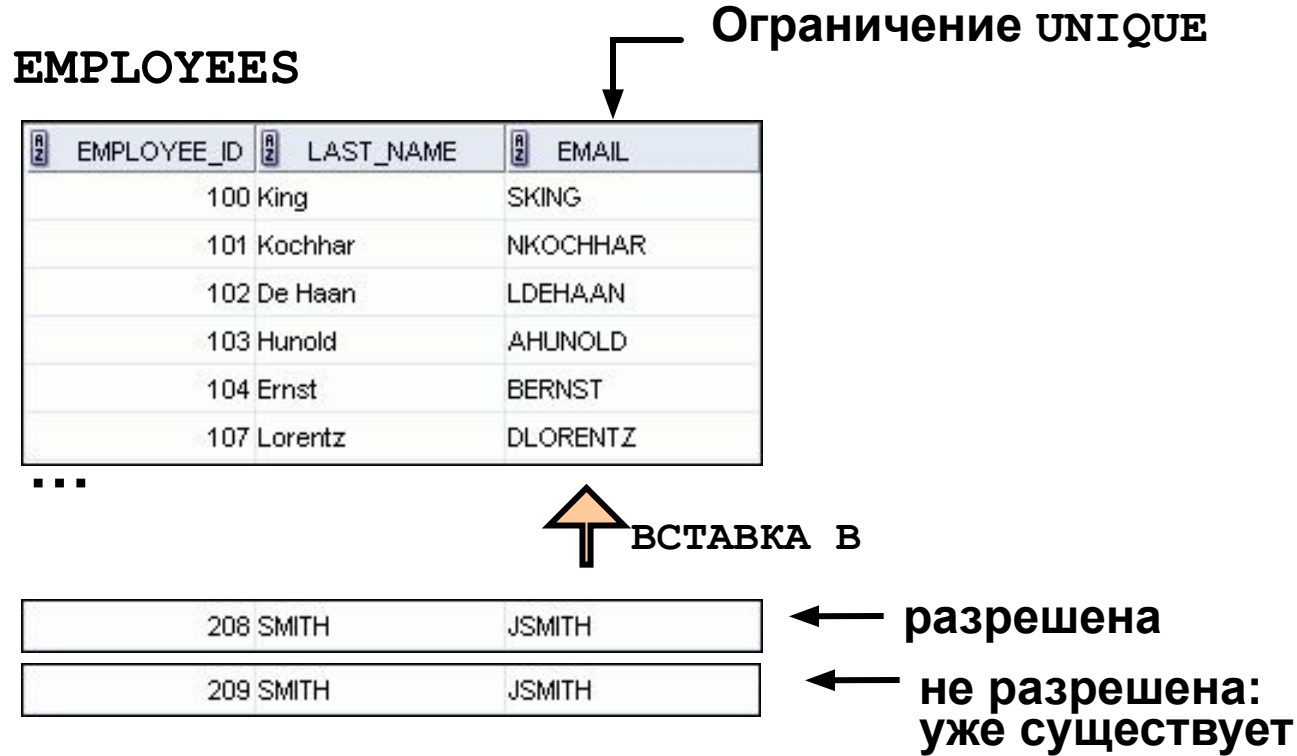 Ограничение UNIQUE
EMPLOYEES
EMPLOYEE_ID LAST_NAME EMAIL
100 King SKING
101 Kochhar NKOCHHAR
102 De Haan LDEHAAN
103 Hunold AHUNOLD
104 Ernst BERNST
107 Lorentz DLORENTZ
...
ВСТАВКА В
208 SMITH JSMITH
разрешена
209 SMITH JSMITH
не разрешена:
уже существует